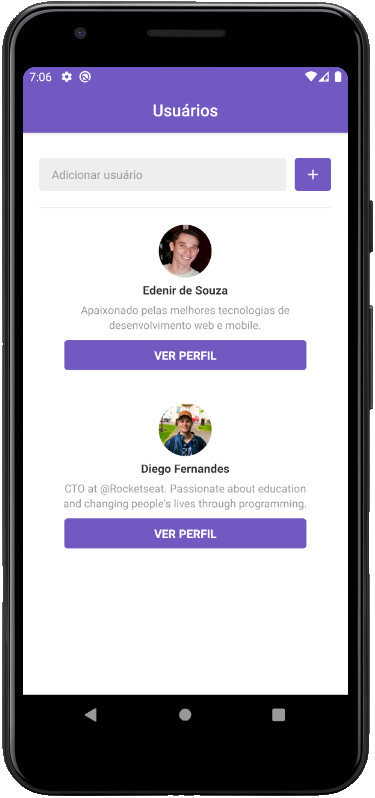 7:06
Usuários
Adicionar usuário
+
Edenir de Souza
Apaixonado pelas melhores tecnologias de
desenvolvimento web e mobile.
VER PERFIL
Diego Fernandes
CTO at @Rocketseat. Passionate about education
and changing people's lives through programming.
VER PERFIL